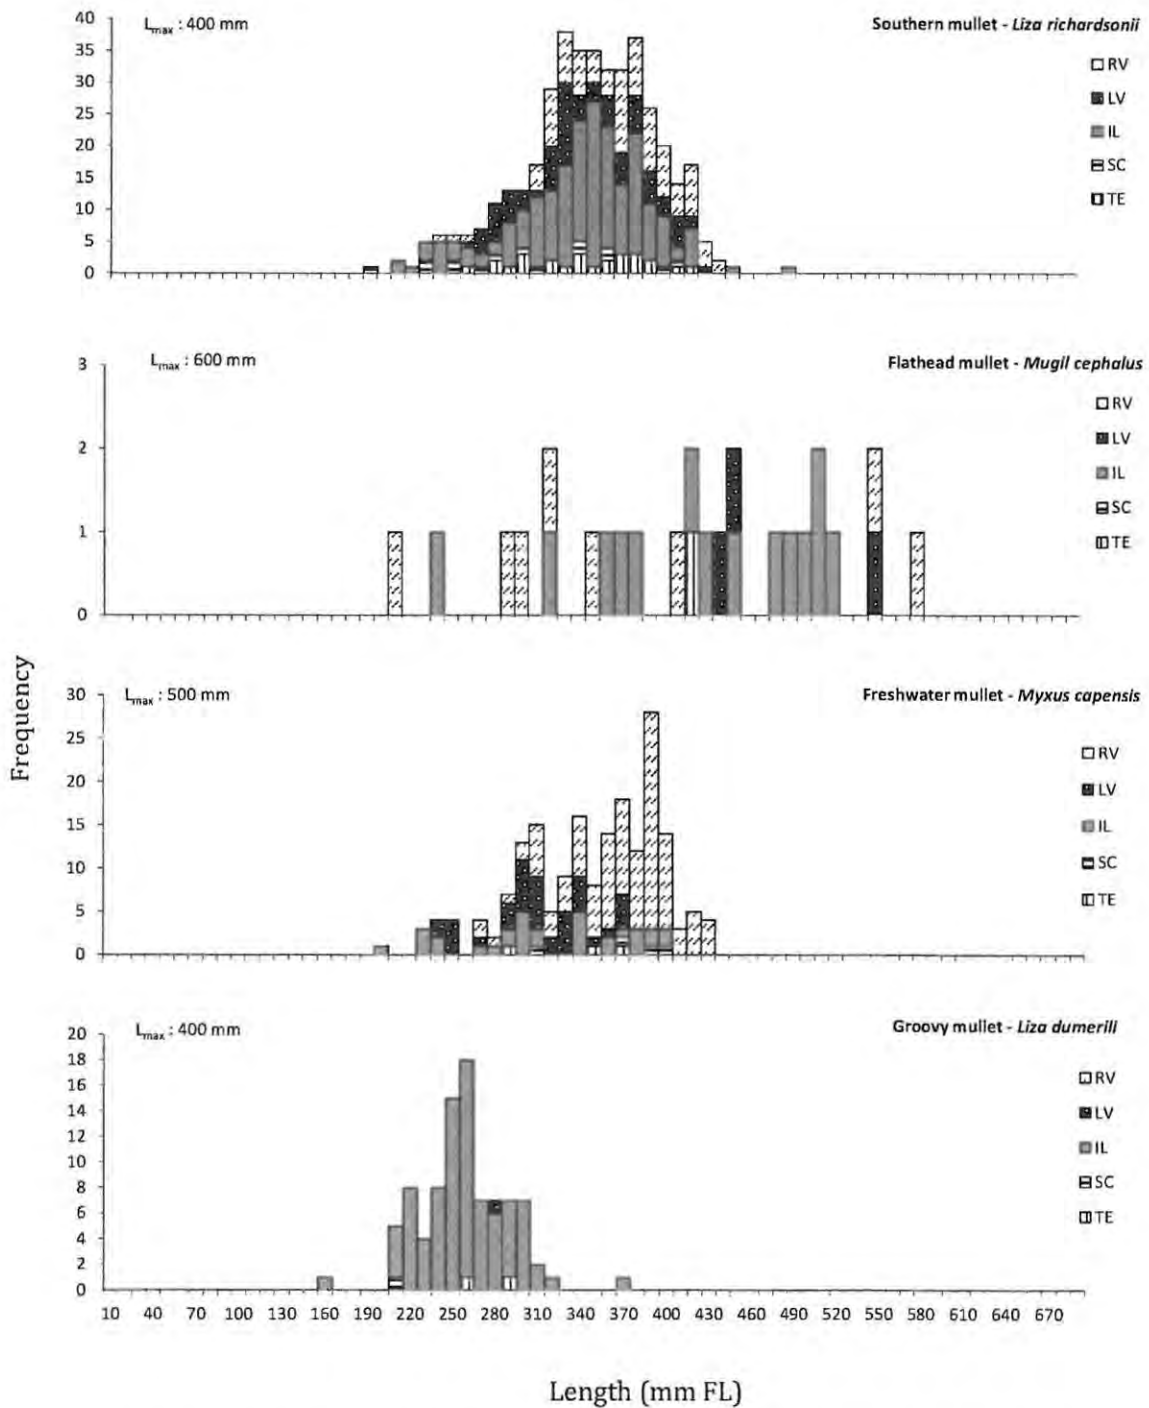 Lmax : 400 mm
Southern mullet - Liza richardsonii
40
35
30
25
20
15
10
5
0
RV
LV
IL
SC
TE
Lmax : 600 mm
Flathead mullet - Mugil cephalus
3
2
1
0
RV
LV
IL
SC
TE
Frequency
Lmax : 500 mm
Freshwater mullet - Myxus capensis
30
25
20
15
10
5
0
RV
LV
IL
SC
TE
Lmax : 400 mm
Groovy mullet - Liza dumerili
20
18
16
14
12
10
8
6
4
2
0
RV
LV
IL
SC
TE
10 40 70 100 130 160 190 220 250 280 310 340 370 400 430 460 490 520 550 580 610 640 670
Length (mm FL)